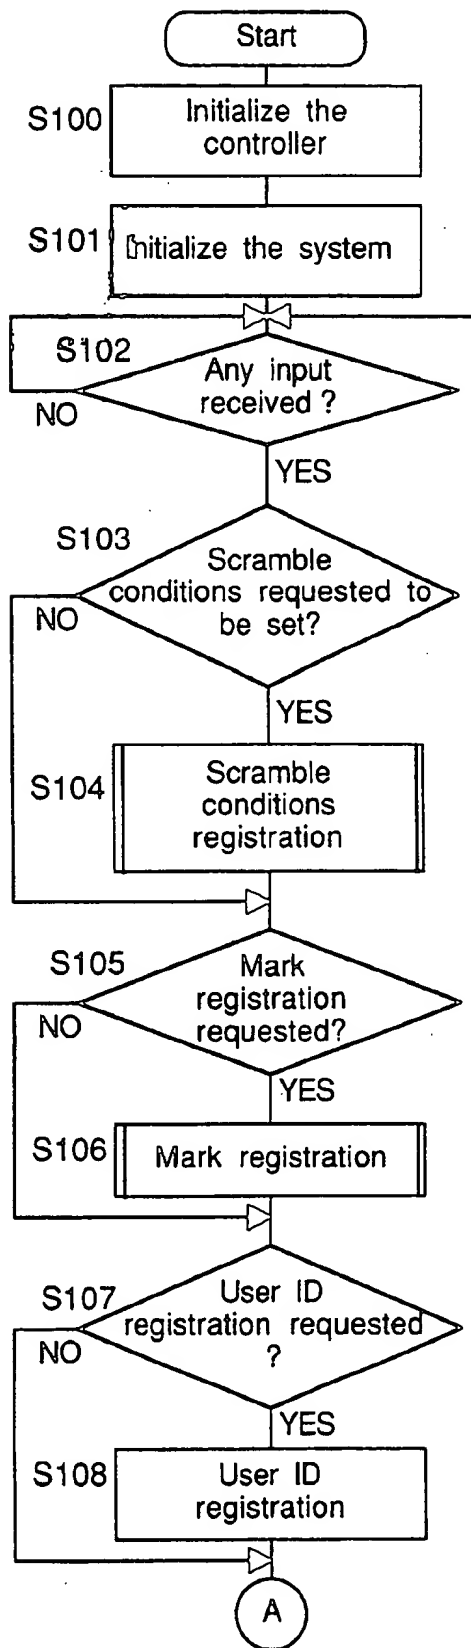 Start
S100
Initialize the
controller
S101
Initialize the system
S102
Any input
received ?
NO
YES
S103
Scramble
conditions requested to
be set?
NO
YES
S104
Scramble
conditions
registration
S105
Mark
registration
requested?
NO
YES
S106
Mark registration
S107
User ID
registration requested
?
NO
YES
S108
User ID
registration
A